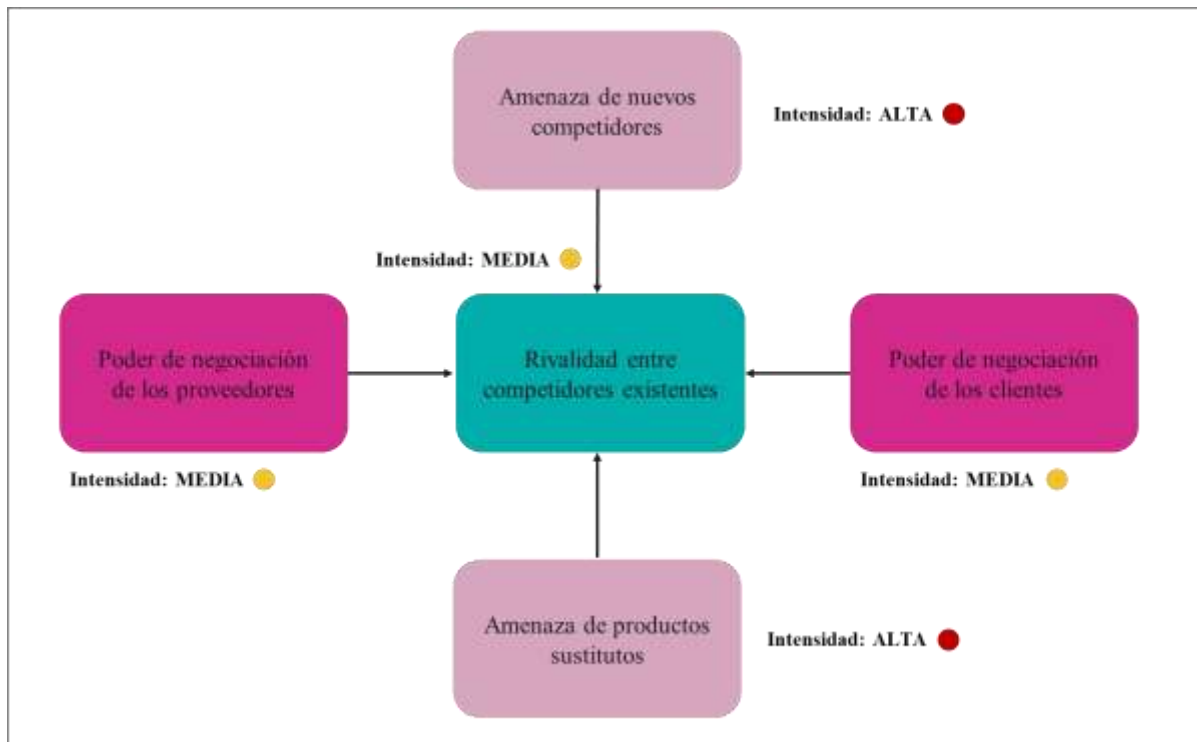 Amenaza de nuevos
competidores
Intensidad: ALTA
Intensidad: MEDIA
Poder de negociación
de los proveedores
Rivalidad entre
competidores existentes
Poder de negociación
de los clientes
Intensidad: MEDIA
Intensidad: MEDIA
Amenaza de productos
sustitutos
Intensidad: ALTA